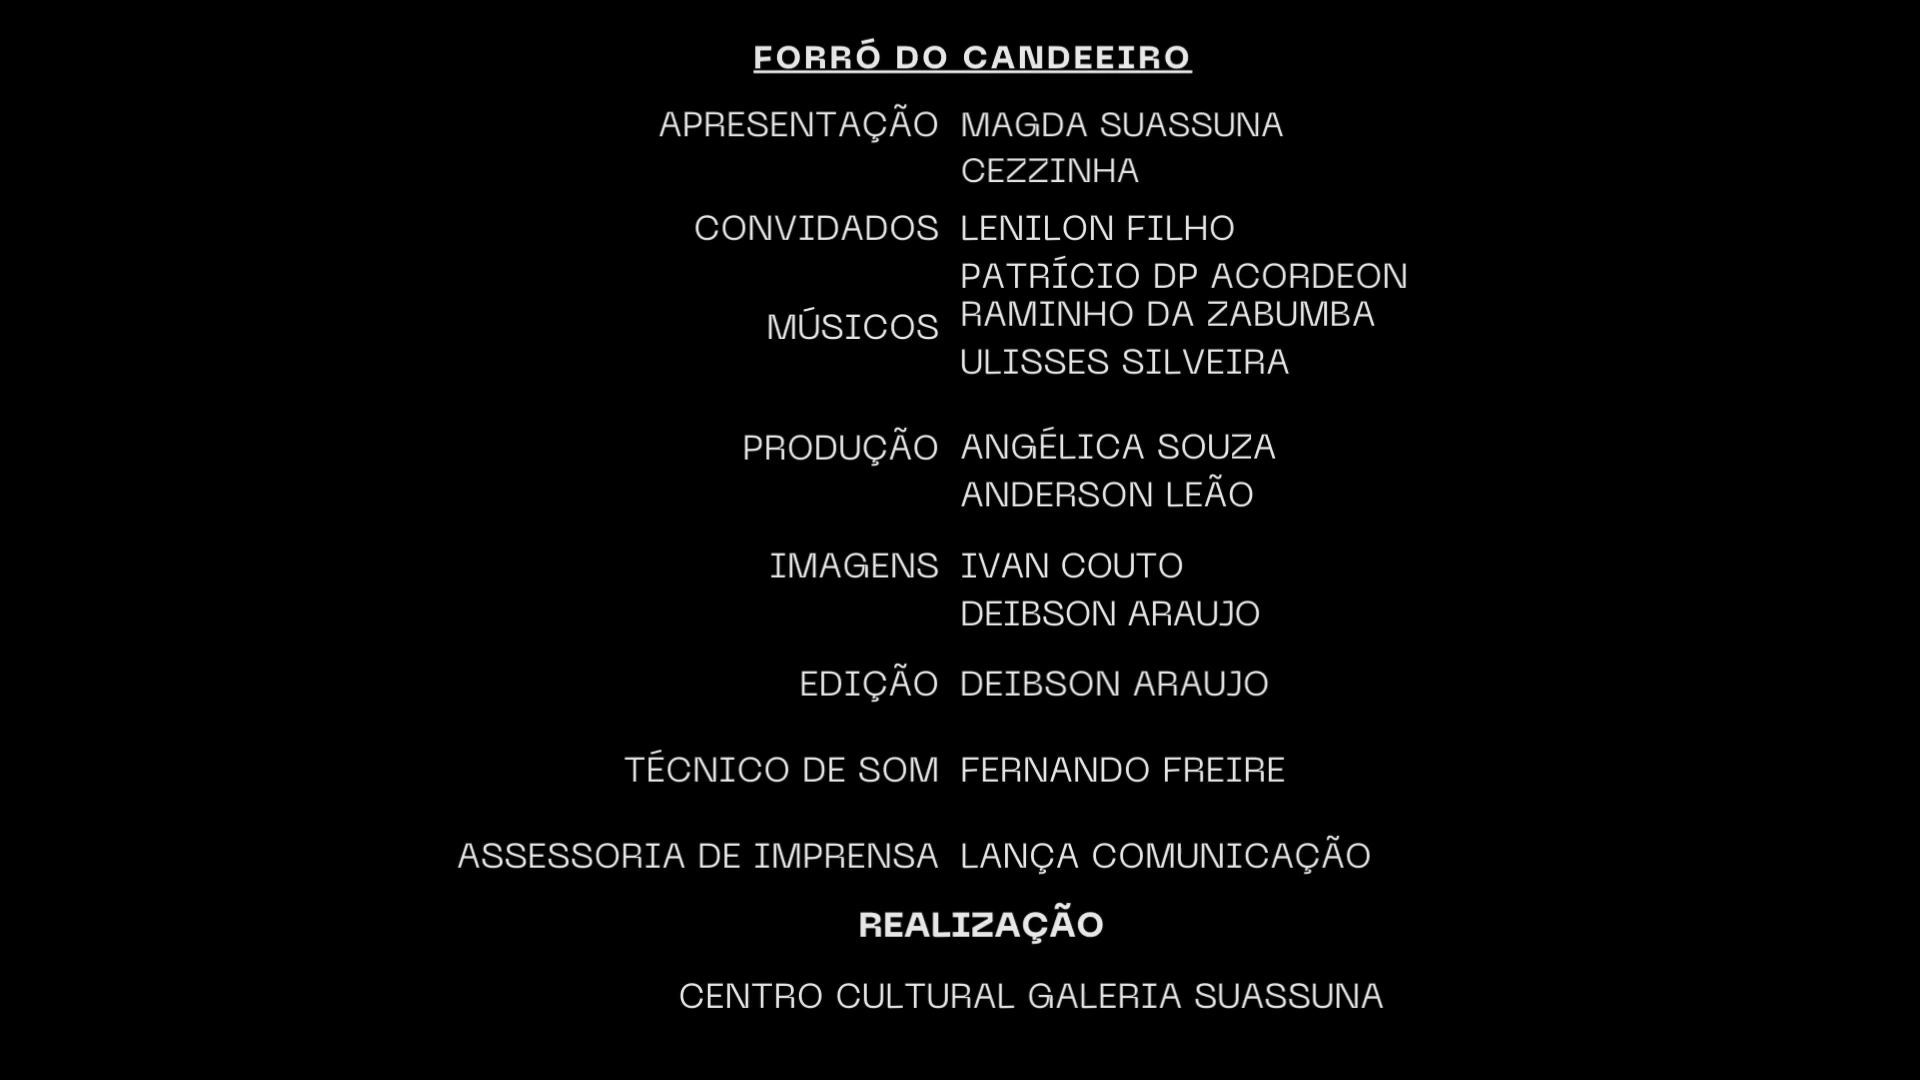 FORRÓ DO CANDEEIRO
APRESENTAÇÃO MAGDA SUASSUNA
CEZZINHA
CONVIDADOS LENILON FILHO
PATRÍCIO DP ACORDEON
RAMINHO DA ZABUMBA
MÚSICOS
ULISSES SILVEIRA
PRODUÇÃO ANGÉLICA SOUZA
ANDERSON LEÃO
IMAGENS IVAN COUTO
DEIBSON ARAUJO
EDIÇÃO DEIBSON ARAUJO
TÉCNICO DE SOM FERNANDO FREIRE
ASSESSORIA DE IMPRENSA LANÇA COMUNICAÇÃO
REALIZAÇÃO
CENTRO CULTURAL GALERIA SUASSUNA